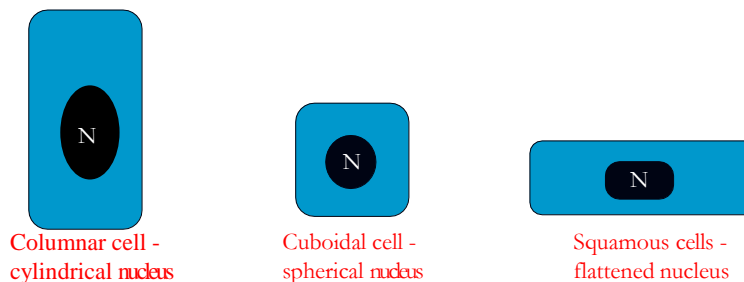 N
N
N
Columnar cell -
cylindrical nucleus
Cuboidal cell -
spherical nucleus
Squamous cells -
flattened nucleus